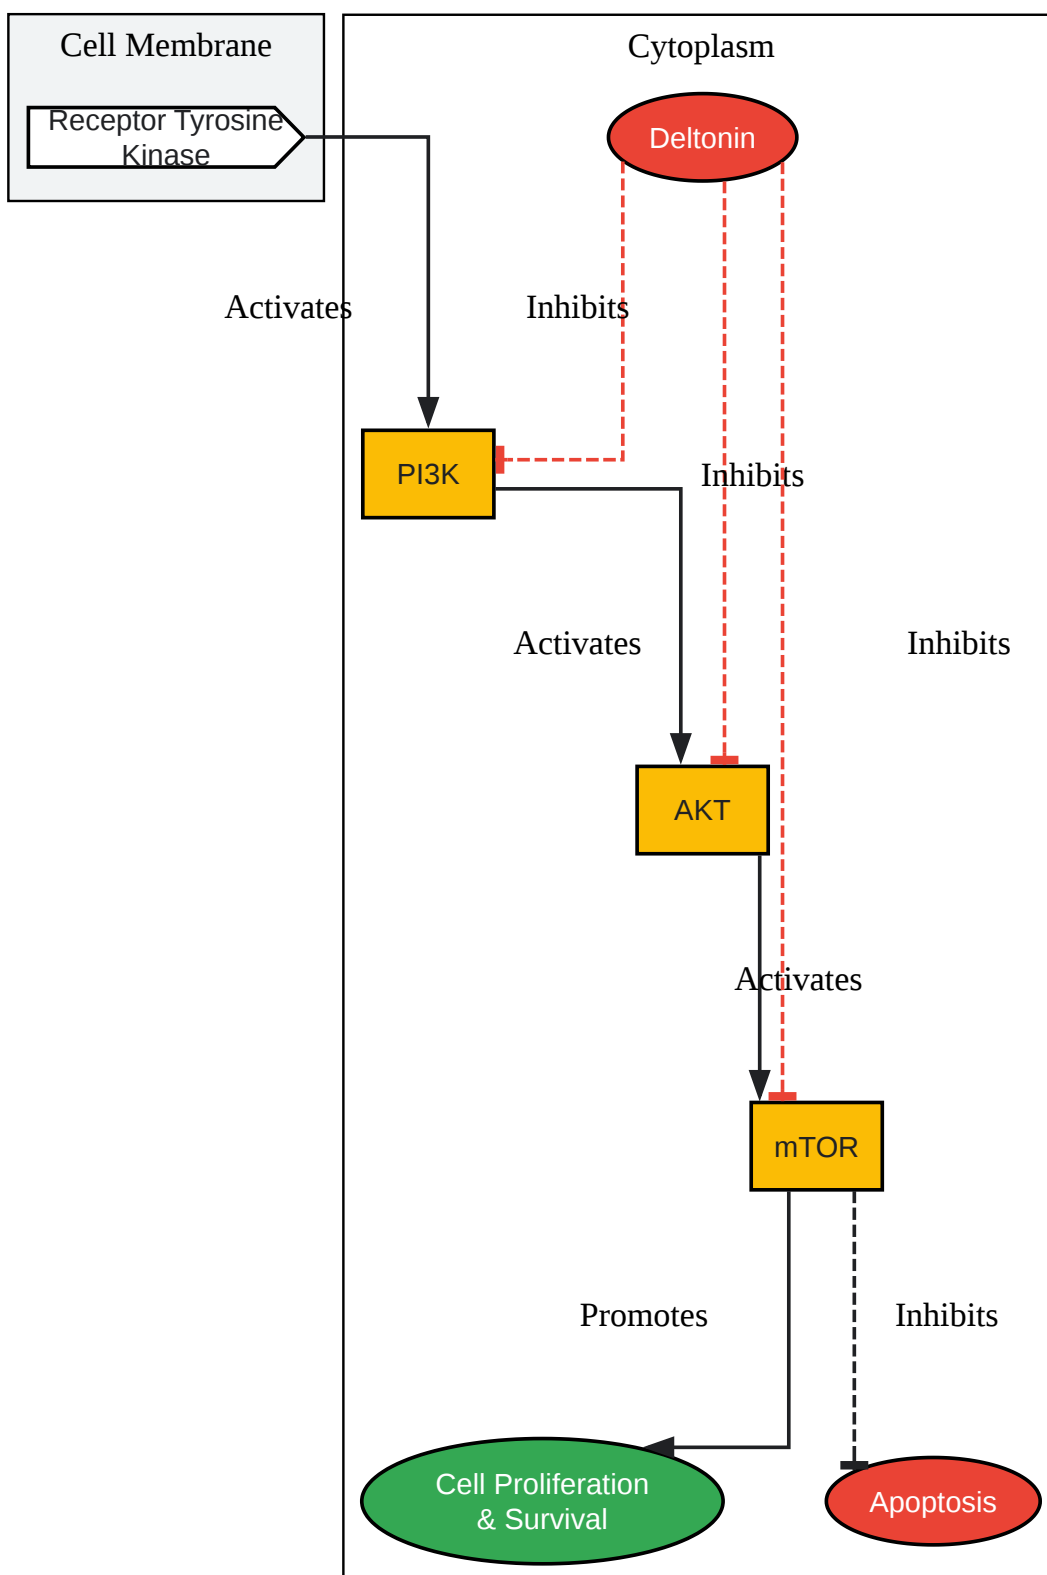 Cell Membrane
Cytoplasm
Receptor Tyrosine
Kinase
Deltonin
Activates
Inhibits
PI3K
Inhibits
Activates
Inhibits
AKT
Activates
mTOR
Promotes
Inhibits
Cell Proliferation
& Survival
Apoptosis